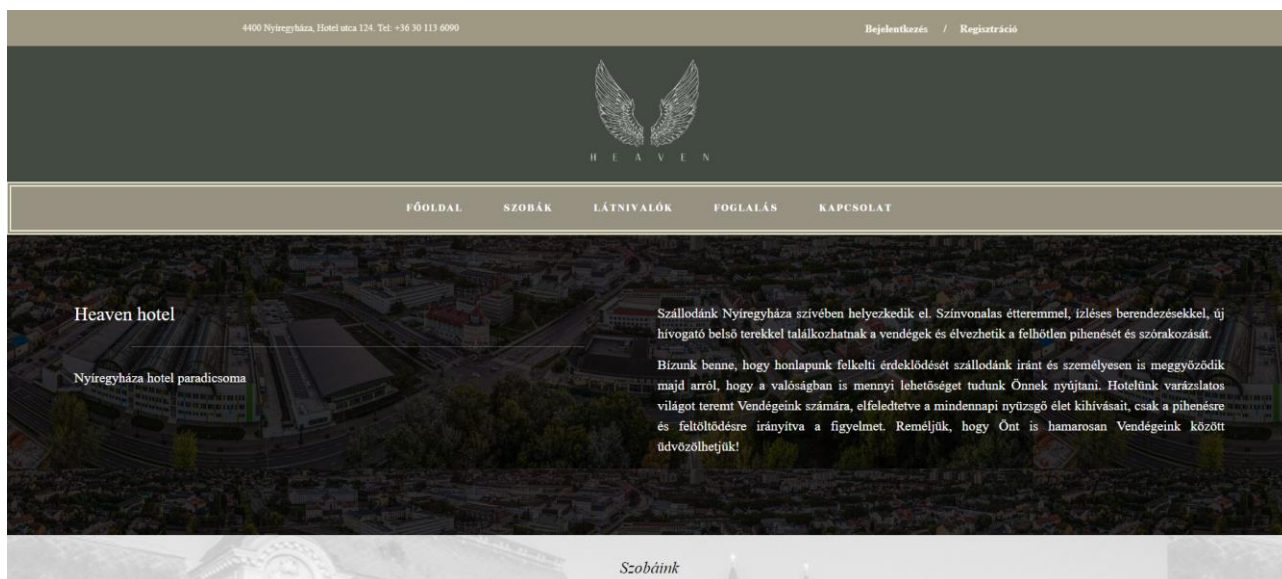 4400 Nyíregyháza, Hotel utca 124. Tel: +36 30 113 6090
Bejelentkezés / Regisztráció
HEAVEN
FŐOLDAL SZOBÁK LÁTNIVALÓK FOGLALÁS KAPCSOLAT
Heaven hotel
Nyíregyháza hotel paradicsoma
Szállodánk Nyíregyháza szívében helyezkedik el. Színvonalas étteremmel, ízléses berendezésekkel, új
hívogató belső terekkel találkozhatnak a vendégek és élvezhetik a felhőtlen pihenését és szórakozását.
Bízunk benne, hogy honlapunk felkelti érdeklődését szállodánk iránt és személyesen is meggyőződik
majd arról, hogy a valóságban is mennyi lehetőséget tudunk Önnek nyújtani. Hotelünk varázslatos
világot teremt Vendégeink számára, elfeledtetve a mindennapi nyüzsgő élet kihívásait, csak a pihenésre
és feltöltődésre irányítva a figyelmet. Reméljük, hogy Önt is hamarosan Vendégeink között
üdvözölhetjük!
Szobáink